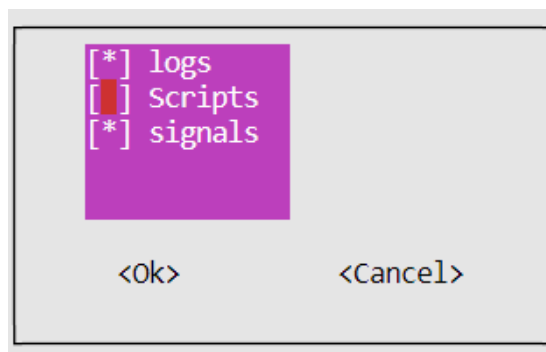 [*] logs
[ ] Scripts
[*] signals
<Ok> <Cancel>